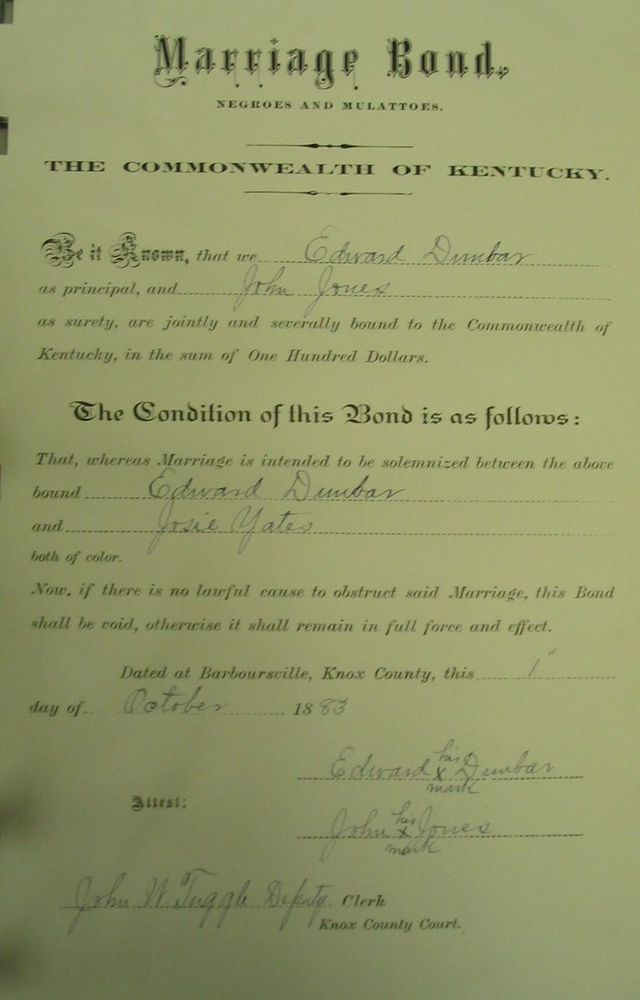 Marriage Bond,
NEGROES AND MULATTOES.
THE COMMONWEALTH OF KENTUCKY.
Be it Known, that we Edward Dunbar
as principal, and John Jones
as surety, are jointly and severally bound to the Commonwealth of
Kentucky, in the sum of One Hundred Dollars.
The Condition of this Bond is as follows:
That, whereas Marriage is intended to be solemnized between the above
bound Edward Dunbar
and Josie Yates
both of color.
Now, if there is no lawful cause to obstruct said Marriage, this Bond
shall be void, otherwise it shall remain in full force and effect.
Dated at Barboursville, Knox County, this 1"
day of October 1883
his
Edward x Dunbar
mark
Attest:
his
John x Jones
mark
John W. Tuggle Deputy Clerk
Knox County Court.